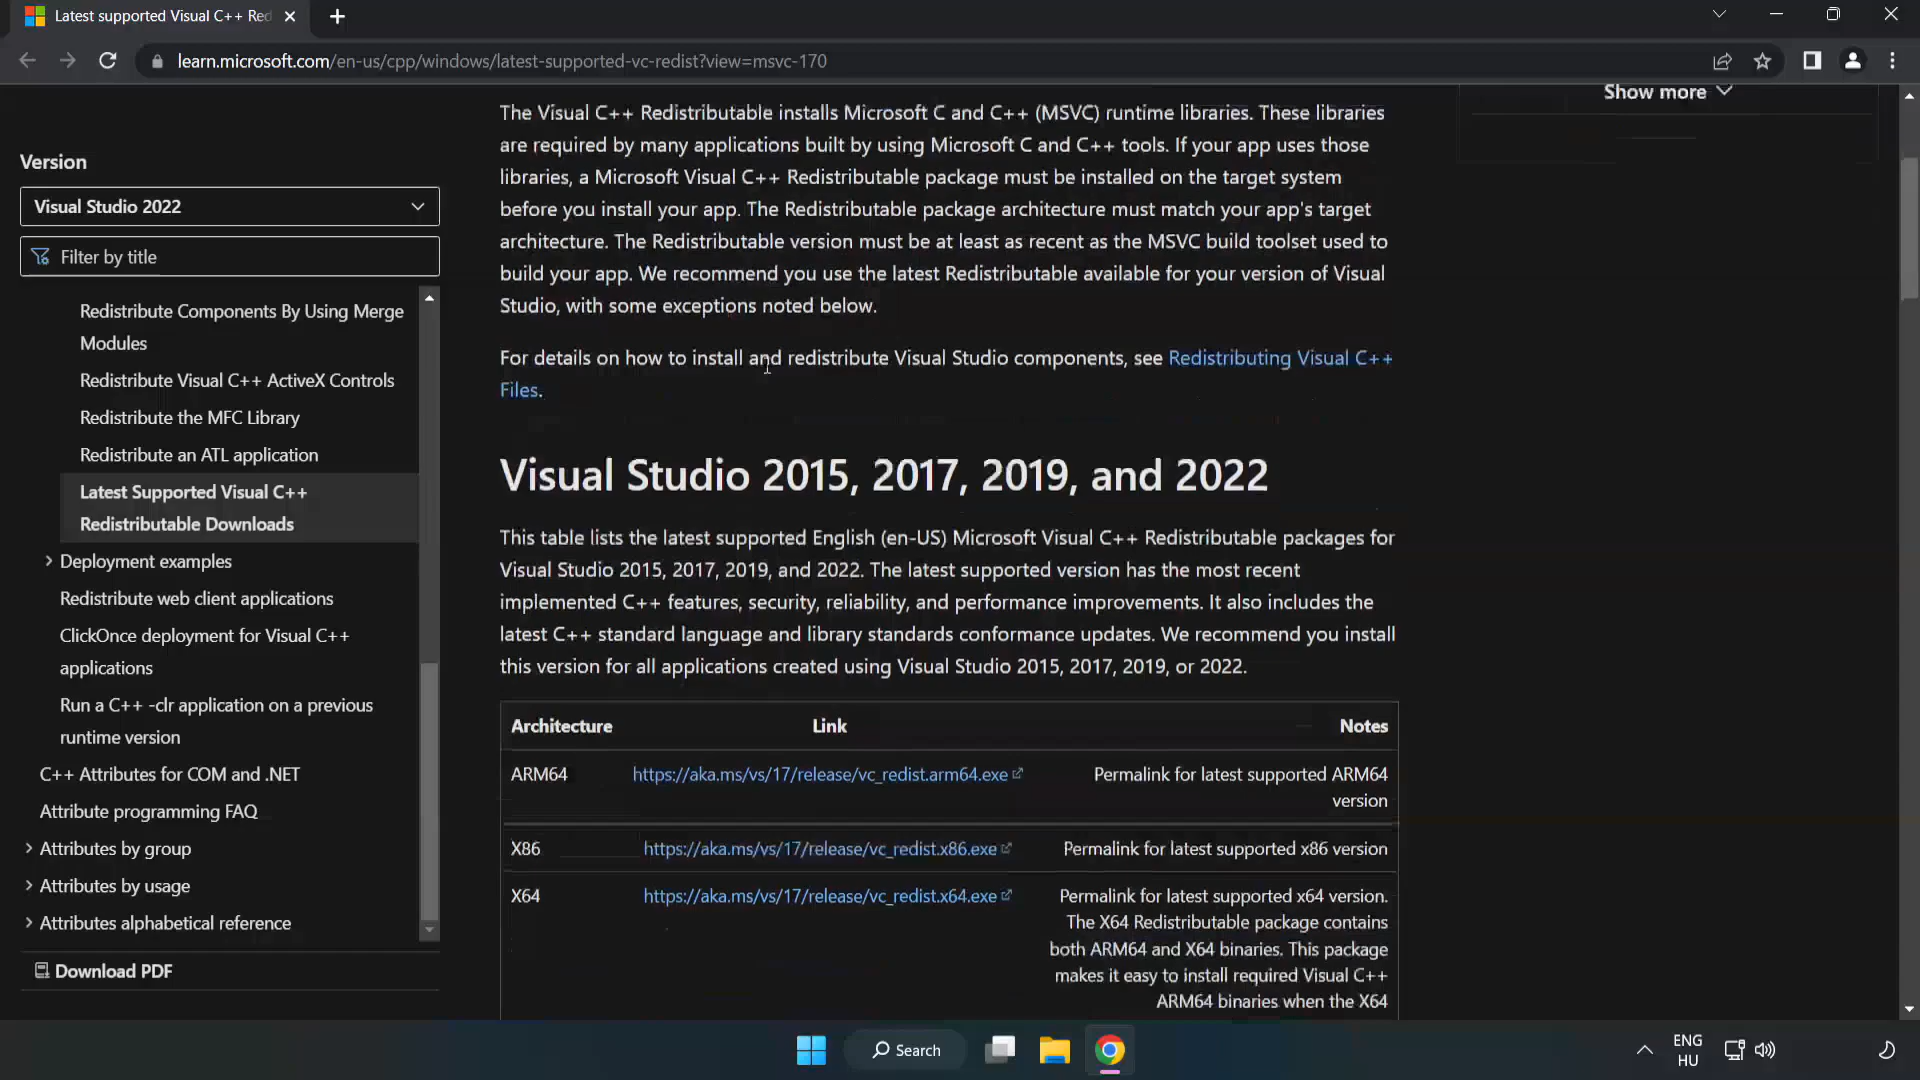 Latest supported Visual C++ Red
learn.microsoft.com/en-us/cpp/windows/latest-supported-vc-redist?view=msvc-170
Version
Visual Studio 2022
Filter by title
Redistribute Components By Using Merge
Modules
Redistribute Visual C++ ActiveX Controls
Redistribute the MFC Library
Redistribute an ATL application
Latest Supported Visual C++
Redistributable Downloads
Deployment examples
Redistribute web client applications
ClickOnce deployment for Visual C++
applications
Run a C++ -clr application on a previous
runtime version
C++ Attributes for COM and .NET
Attribute programming FAQ
Attributes by group
Attributes by usage
Attributes alphabetical reference
Download PDF
The Visual C++ Redistributable installs Microsoft C and C++ (MSVC) runtime libraries. These libraries
are required by many applications built by using Microsoft C and C++ tools. If your app uses those
libraries, a Microsoft Visual C++ Redistributable package must be installed on the target system
before you install your app. The Redistributable package architecture must match your app's target
architecture. The Redistributable version must be at least as recent as the MSVC build toolset used to
build your app. We recommend you use the latest Redistributable available for your version of Visual
Studio, with some exceptions noted below.
For details on how to install and redistribute Visual Studio components, see Redistributing Visual C++
Files.
Visual Studio 2015, 2017, 2019, and 2022
This table lists the latest supported English (en-US) Microsoft Visual C++ Redistributable packages for
Visual Studio 2015, 2017, 2019, and 2022. The latest supported version has the most recent
implemented C++ features, security, reliability, and performance improvements. It also includes the
latest C++ standard language and library standards conformance updates. We recommend you install
this version for all applications created using Visual Studio 2015, 2017, 2019, or 2022.
Architecture Link Notes
ARM64 https://aka.ms/vs/17/release/vc_redist.arm64.exe Permalink for latest supported ARM64
version
X86 https://aka.ms/vs/17/release/vc_redist.x86.exe Permalink for latest supported x86 version
X64 https://aka.ms/vs/17/release/vc_redist.x64.exe Permalink for latest supported x64 version.
The X64 Redistributable package contains
both ARM64 and X64 binaries. This package
makes it easy to install required Visual C++
ARM64 binaries when the X64
Show more
Search
ENG
HU